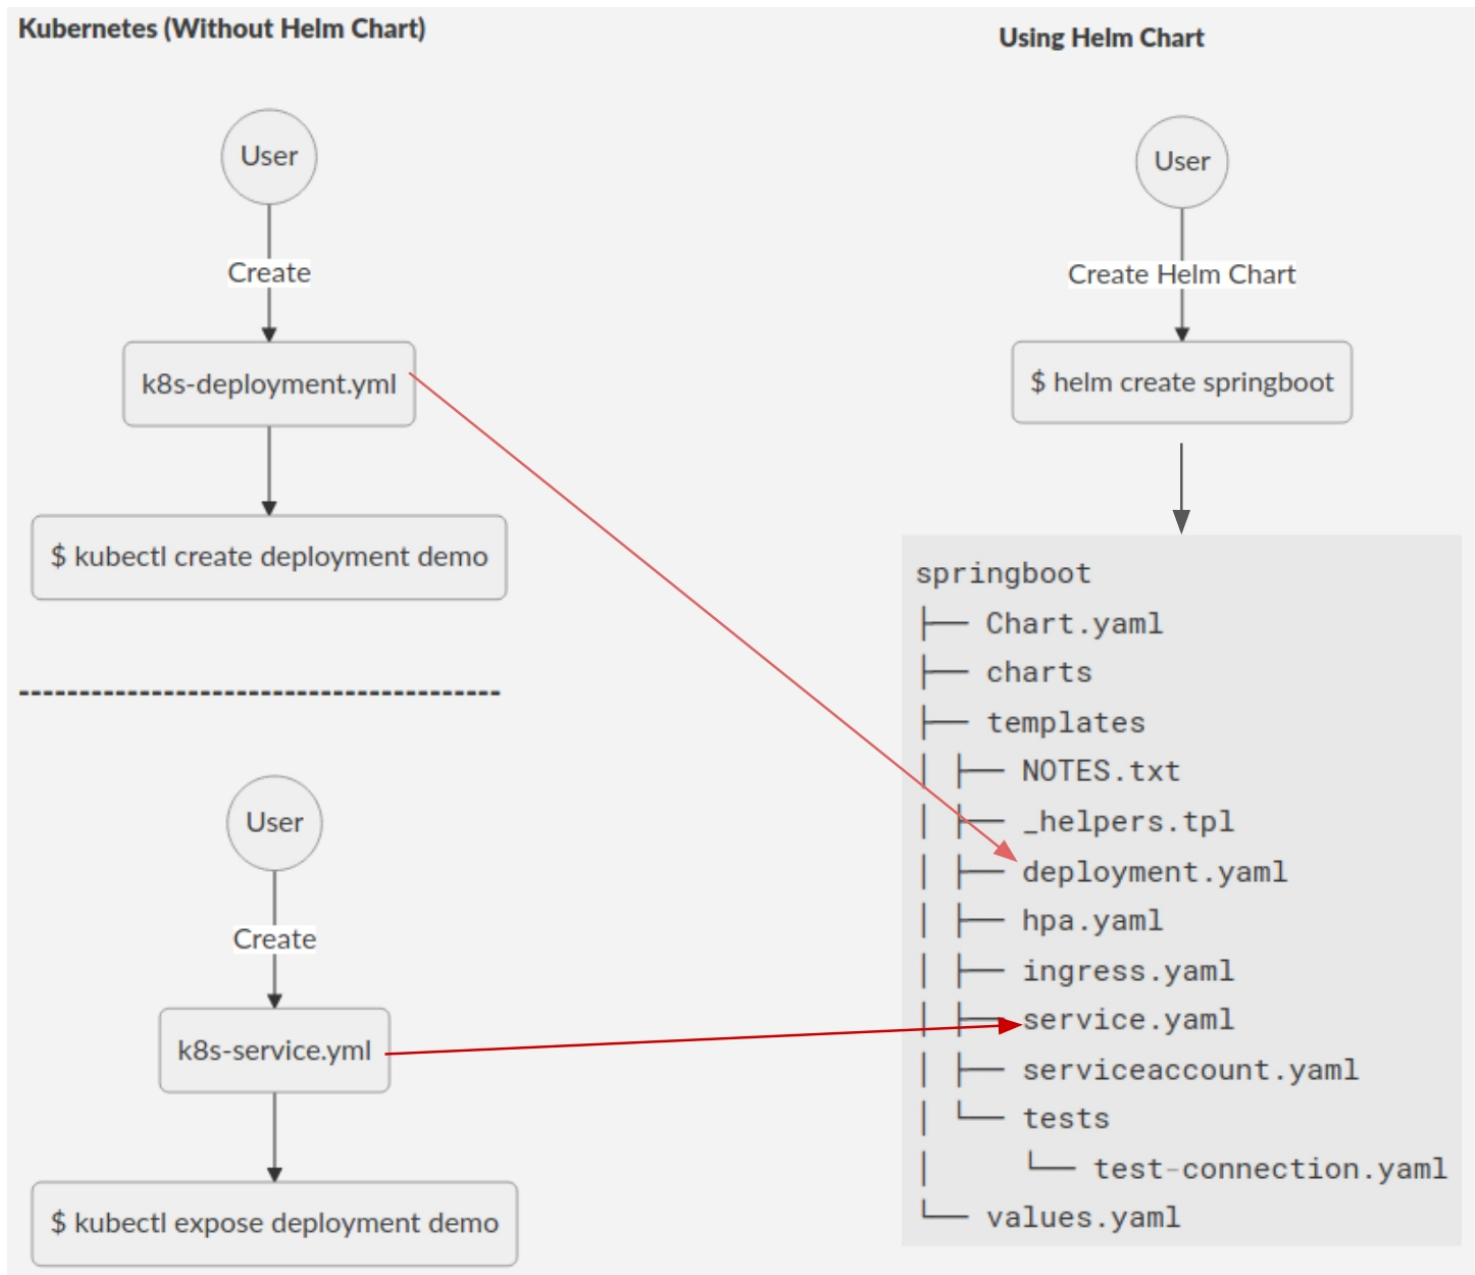 Kubernetes (Without Helm Chart)
User
Create
k8s-deployment.yml
$ kubectl create deployment demo
----------------------------------------
User
Create
k8s-service.yml
$ kubectl expose deployment demo
Using Helm Chart
User
Create Helm Chart
$ helm create springboot
springboot
├── Chart.yaml
├── charts
├── templates
│ ├── NOTES.txt
│ ├── _helpers.tpl
│ ├── deployment.yaml
│ ├── hpa.yaml
│ ├── ingress.yaml
│ ├── service.yaml
│ ├── serviceaccount.yaml
│ └── tests
│     └── test-connection.yaml
└── values.yaml